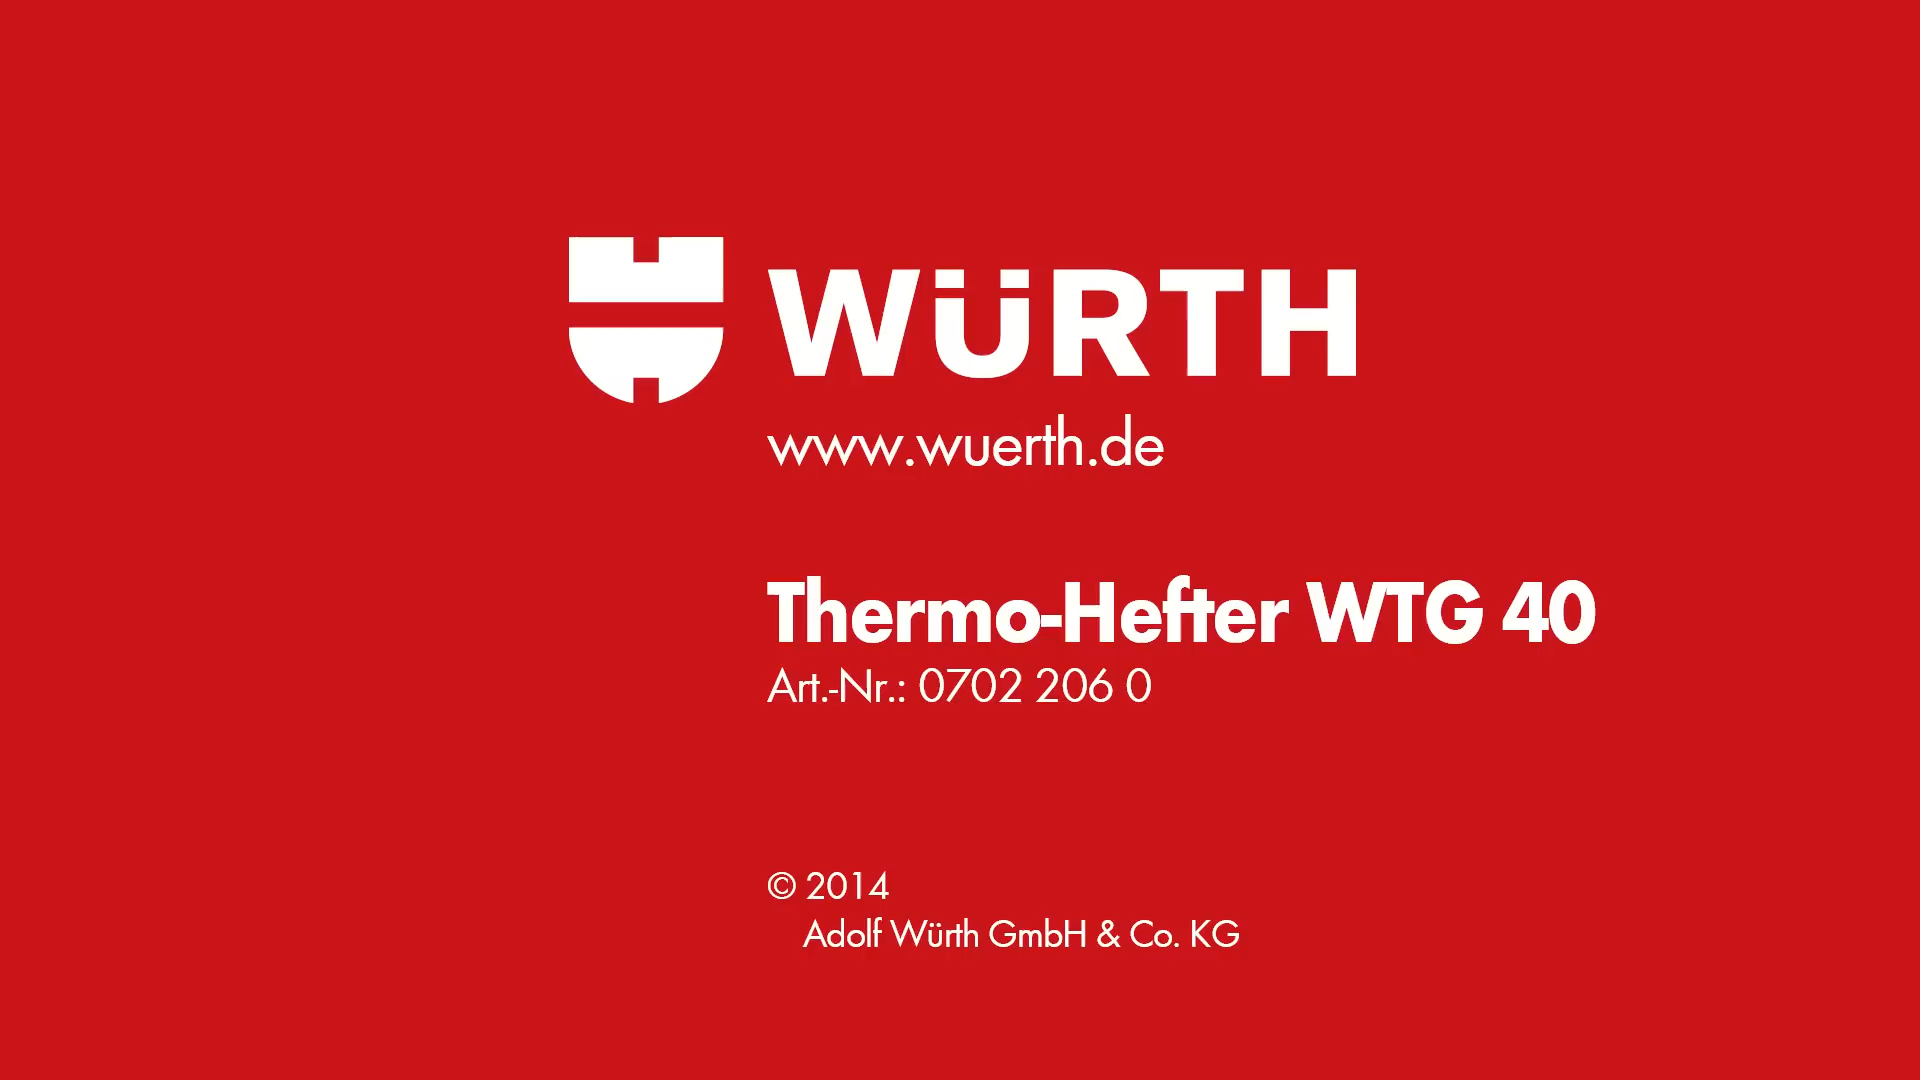 WÜRTH
www.wuerth.de
Thermo-Hefter WTG 40
Art.-Nr.: 0702 206 0
© 2014
Adolf Würth GmbH & Co. KG